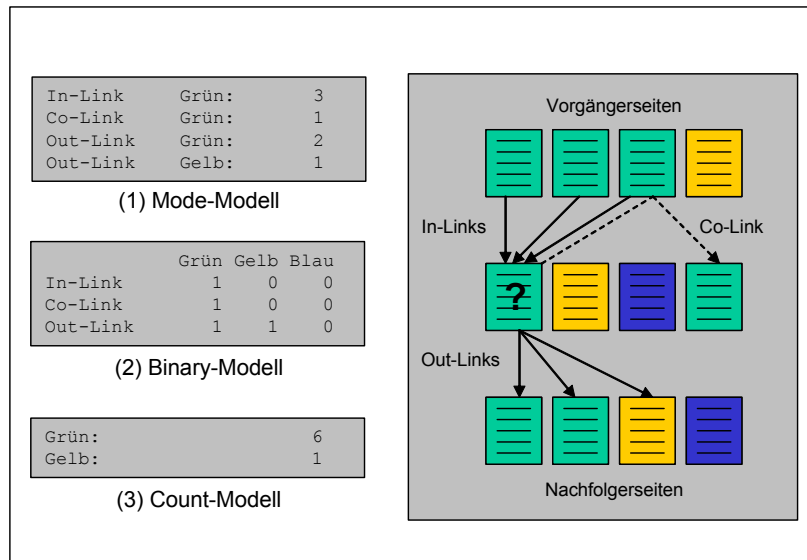 In-Link Grün: 3
Co-Link Grün: 1
Out-Link Grün: 2
Out-Link Gelb: 1
(1) Mode-Modell
Grün Gelb Blau
In-Link 1 0 0
Co-Link 1 0 0
Out-Link 1 1 0
(2) Binary-Modell
Grün: 6
Gelb: 1
(3) Count-Modell
Vorgängerseiten
In-Links
Co-Link
?
Out-Links
Nachfolgerseiten